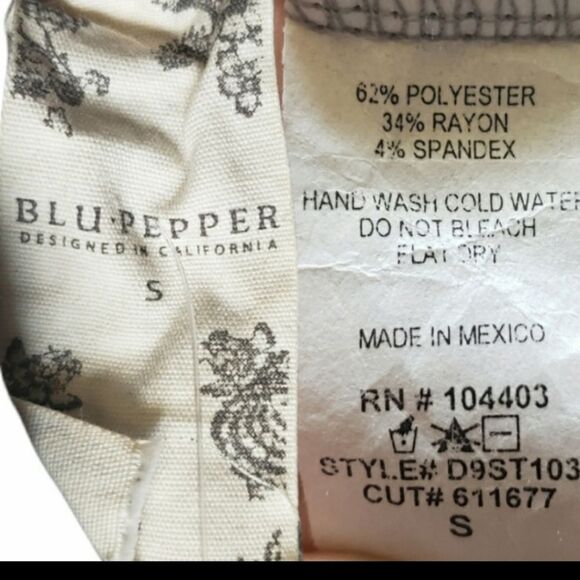 BLU·PEPPER
DESIGNED IN CALIFORNIA
S
62% POLYESTER
34% RAYON
4% SPANDEX
HAND WASH COLD WATER
DO NOT BLEACH
FLAT DRY
MADE IN MEXICO
RN # 104403
STYLE# D9ST103
CUT# 611677
S